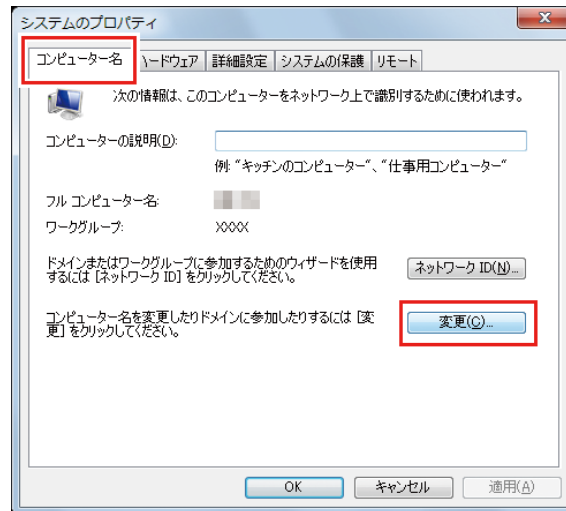 システムのプロパティ
コンピューター名 ハードウェア 詳細設定 システムの保護 リモート
次の情報は、このコンピューターをネットワーク上で識別するために使われます。
コンピューターの説明(D):
例: "キッチンのコンピューター"、"仕事用コンピューター"
フル コンピューター名:
ワークグループ: XXXX
ドメインまたはワークグループに参加するためのウィザードを使用
するには [ネットワーク ID] をクリックしてください。
ネットワーク ID(N)...
コンピューター名を変更したりドメインに参加したりするには [変
更] をクリックしてください。
変更(C)...
OK キャンセル 適用(A)